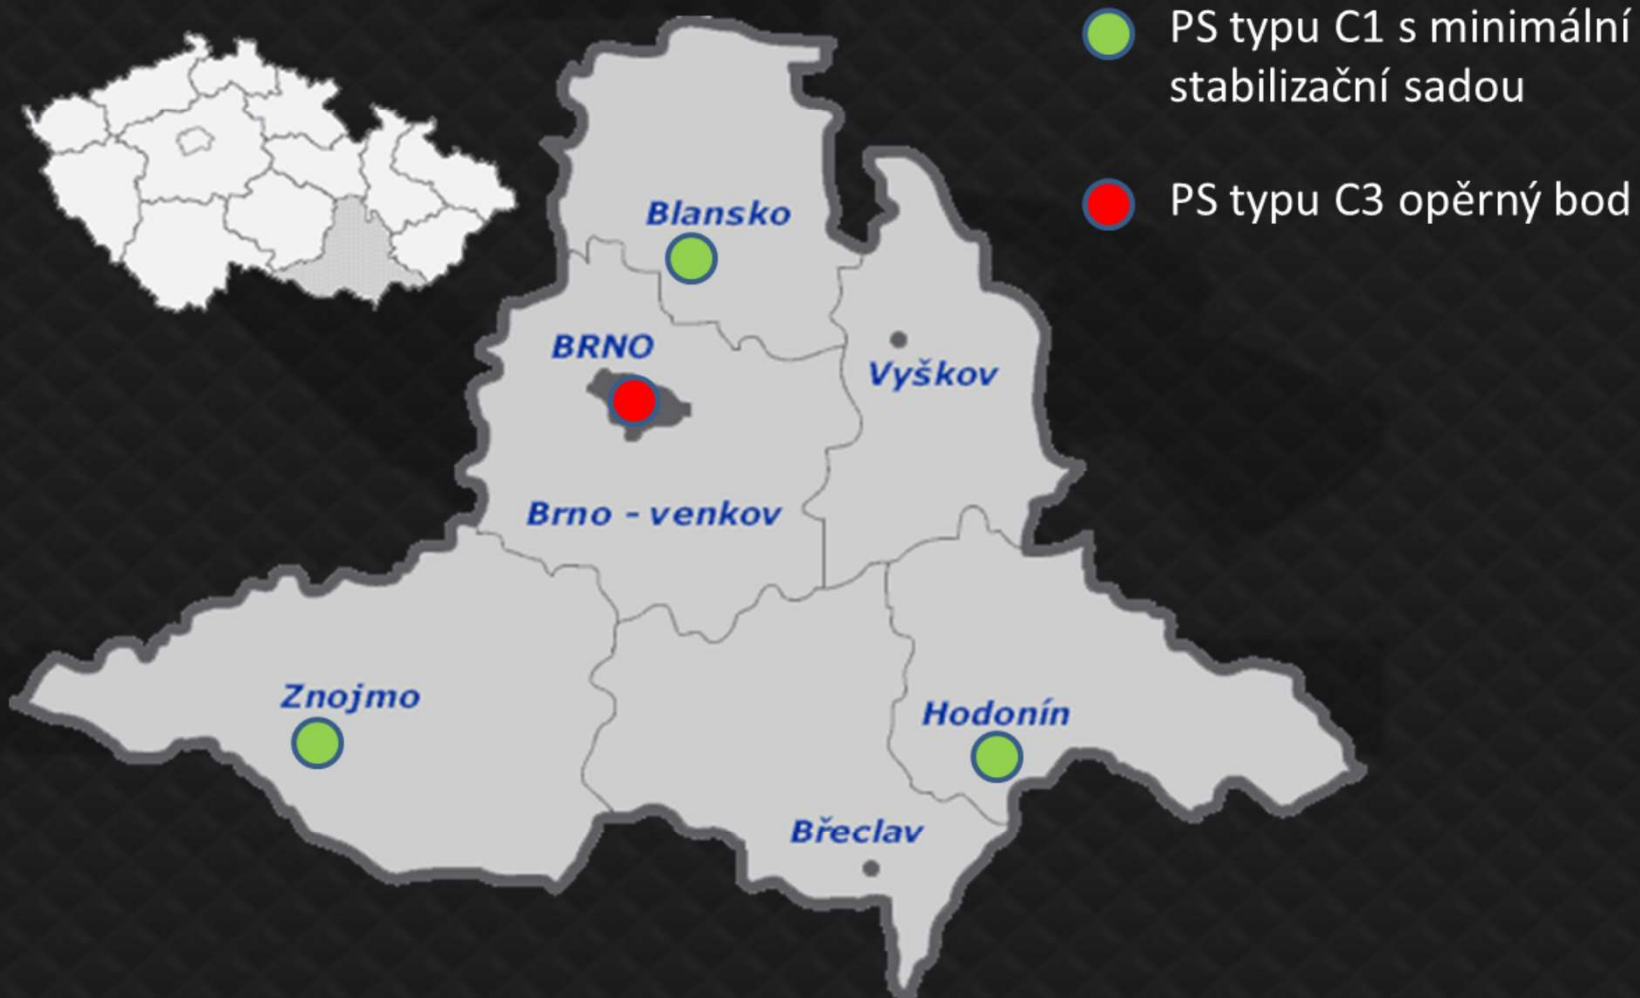 PS typu C1 s minimální
stabilizační sadou
PS typu C3 opěrný bod
Blansko
BRNO
Vyškov
Brno - venkov
Znojmo
Hodonín
Břeclav